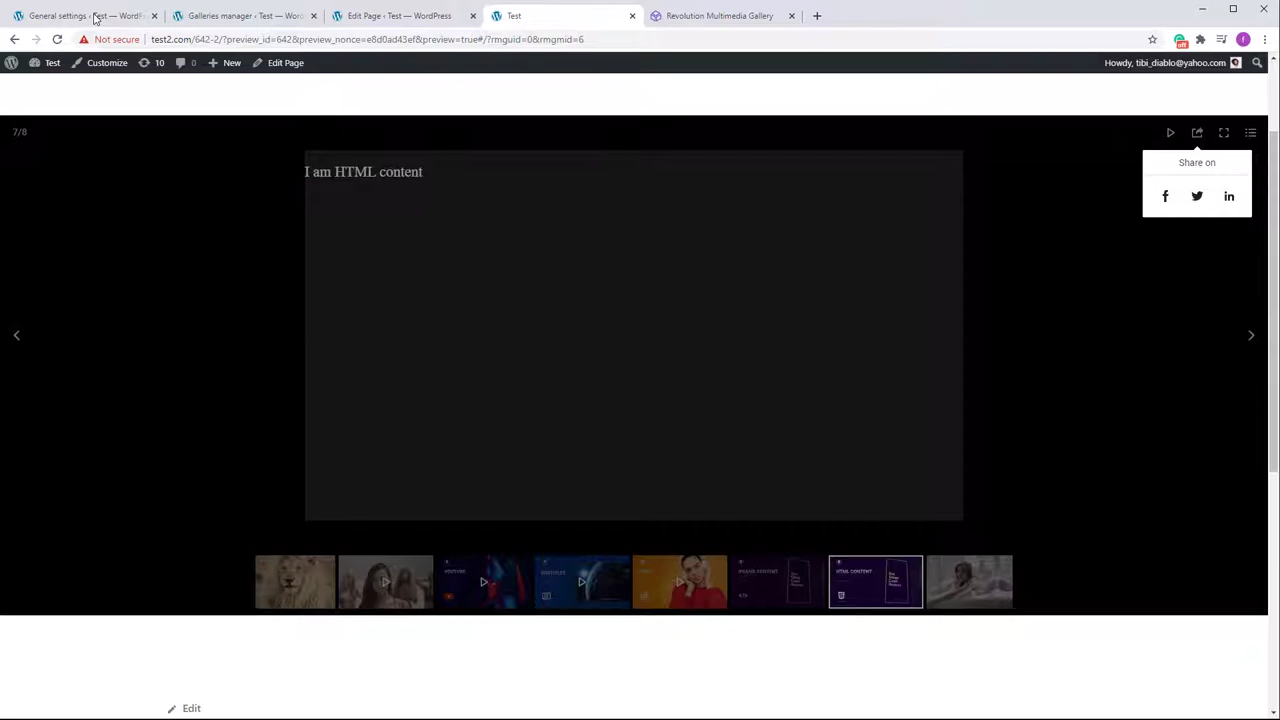 General settings ‹ Test — WordPr
Galleries manager ‹ Test — Word
Edit Page ‹ Test — WordPress
Test
Revolution Multimedia Gallery
Not secure
test2.com/642-2/?preview_id=642&preview_nonce=e8d0ad43ef&preview=true#/?rmguid=0&rmgmid=6
off
f
Test
Customize
10
0
New
Edit Page
Howdy, tibi_diablo@yahoo.com
7/8
Share on
I am HTML content
HTML CONTENT
Edit